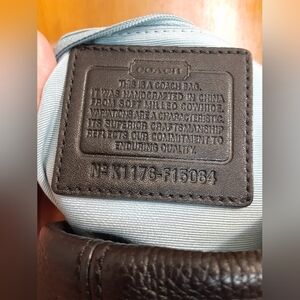 COACH
THIS IS A COACH BAG.
IT WAS HANDCRAFTED IN CHINA
FROM SOFT MILLED COWHIDE.
VARIATIONS ARE A CHARACTERISTIC.
ITS SUPERIOR CRAFTSMANSHIP
REFLECTS OUR COMMITMENT TO
ENDURING QUALITY.
Nº K1176-F15064